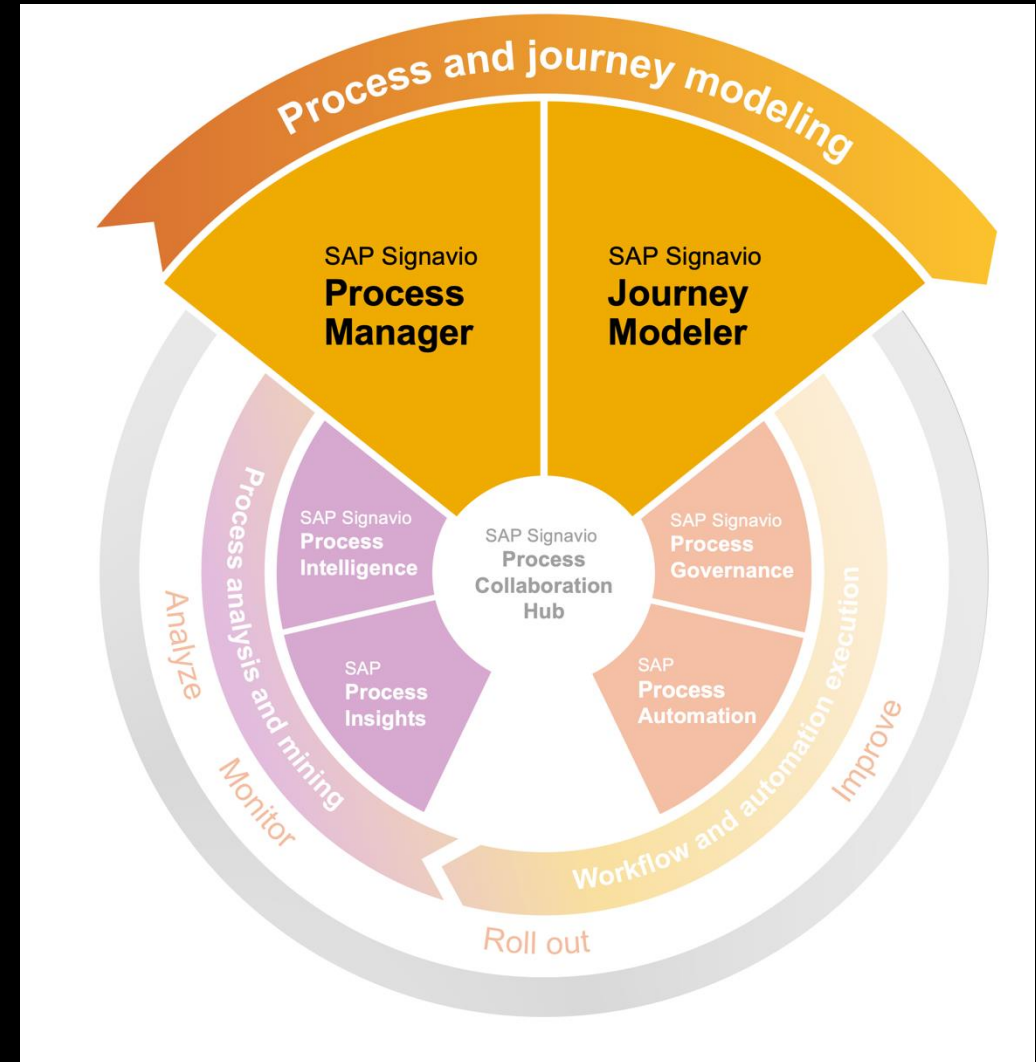 Process and journey modeling
SAP Signavio
Process
Manager
SAP Signavio
Journey
Modeler
Process analysis and mining
SAP Signavio
Process
Intelligence
SAP
Process
Insights
SAP Signavio
Process
Collaboration
Hub
SAP Signavio
Process
Governance
SAP
Process
Automation
Workflow and automation execution
Analyze
Monitor
Roll out
Improve